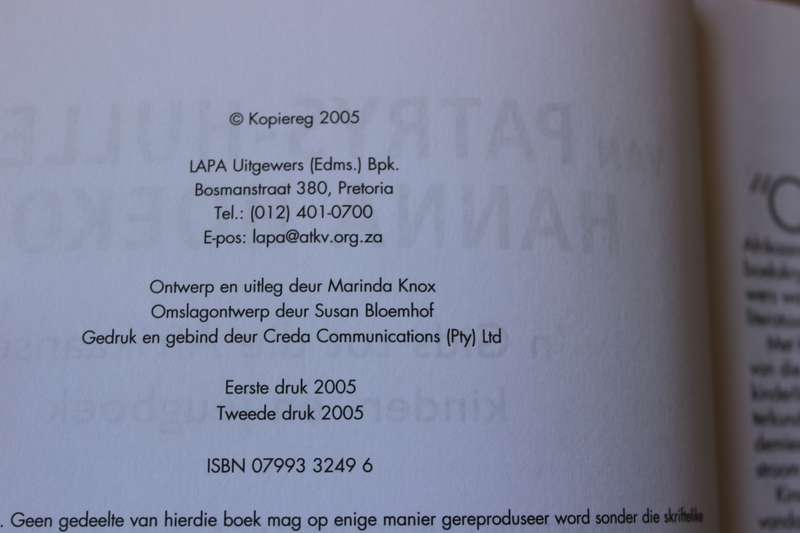 © Kopiereg 2005
LAPA Uitgewers (Edms.) Bpk.
Bosmanstraat 380, Pretoria
Tel.: (012) 401-0700
E-pos: lapa@atkv.org.za
Ontwerp en uitleg deur Marinda Knox
Omslagontwerp deur Susan Bloemhof
Gedruk en gebind deur Creda Communications (Pty) Ltd
Eerste druk 2005
Tweede druk 2005
ISBN 07993 3249 6
. Geen gedeelte van hierdie boek mag op enige manier gereproduseer word sonder die skriftelike